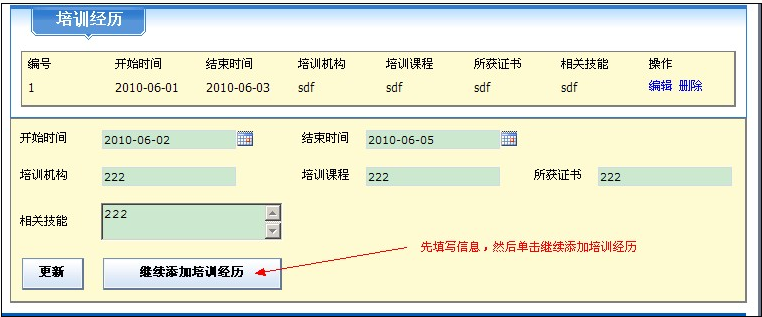 培训经历
编号 开始时间 结束时间 培训机构 培训课程 所获证书 相关技能 操作
1 2010-06-01 2010-06-03 sdf sdf sdf sdf 编辑 删除
开始时间 2010-06-02 结束时间 2010-06-05
培训机构 222 培训课程 222 所获证书 222
相关技能 222
先填写信息，然后单击继续添加培训经历
更新 继续添加培训经历